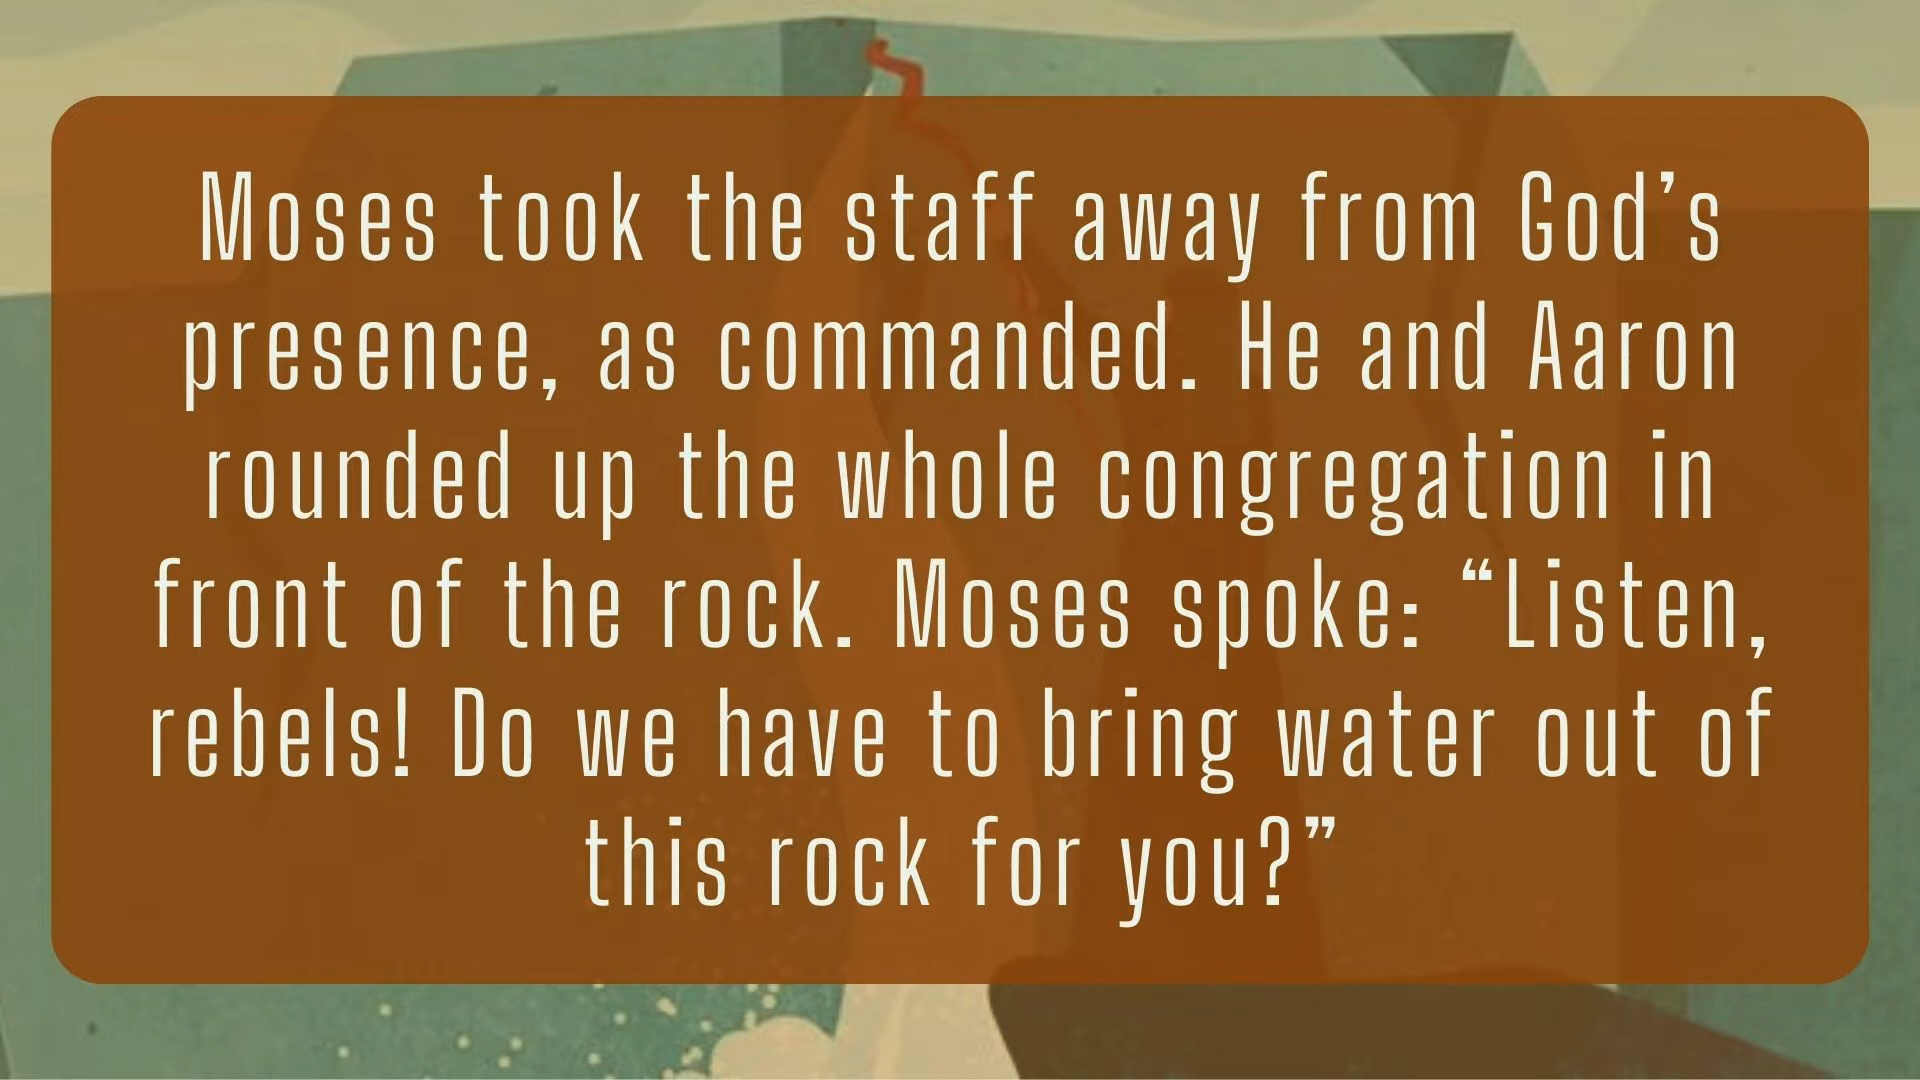 Moses took the staff away from God’s
presence, as commanded. He and Aaron
rounded up the whole congregation in
front of the rock. Moses spoke: “Listen,
rebels! Do we have to bring water out of
this rock for you?”